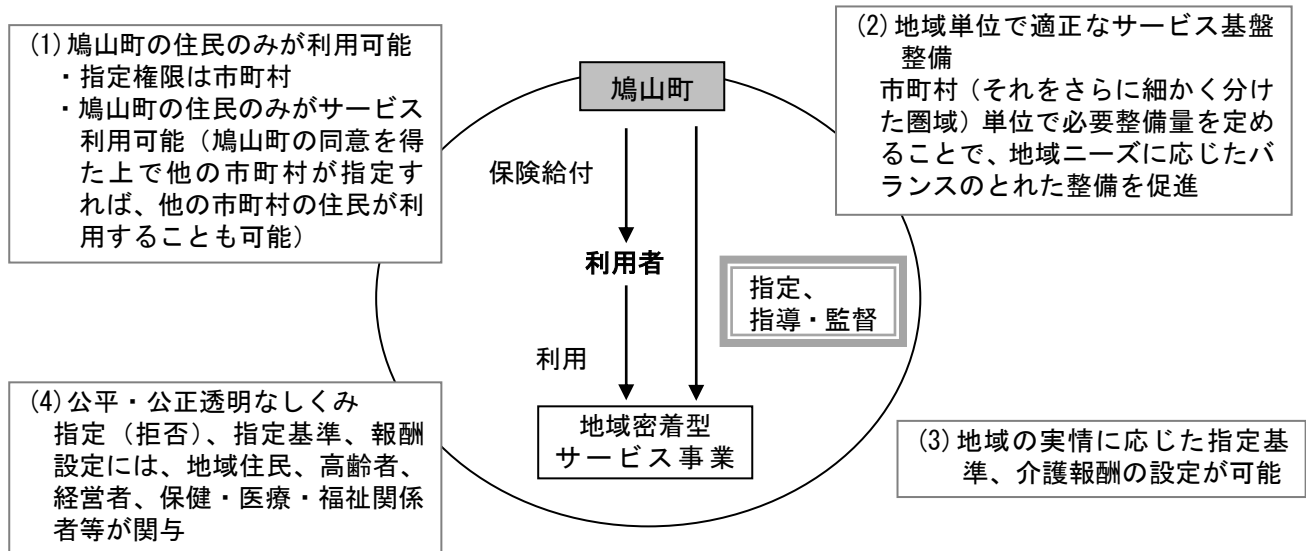 (1)鳩山町の住民のみが利用可能
・指定権限は市町村
・鳩山町の住民のみがサービス
利用可能（鳩山町の同意を得
た上で他の市町村が指定す
れば、他の市町村の住民が利
用することも可能）
(2)地域単位で適正なサービス基盤
整備
市町村（それをさらに細かく分け
た圏域）単位で必要整備量を定め
ることで、地域ニーズに応じたバ
ランスのとれた整備を促進
鳩山町
保険給付
利用者
指定、
指導・監督
利用
地域密着型
サービス事業
(4)公平・公正透明なしくみ
指定（拒否）、指定基準、報酬
設定には、地域住民、高齢者、
経営者、保健・医療・福祉関係
者等が関与
(3)地域の実情に応じた指定基
準、介護報酬の設定が可能